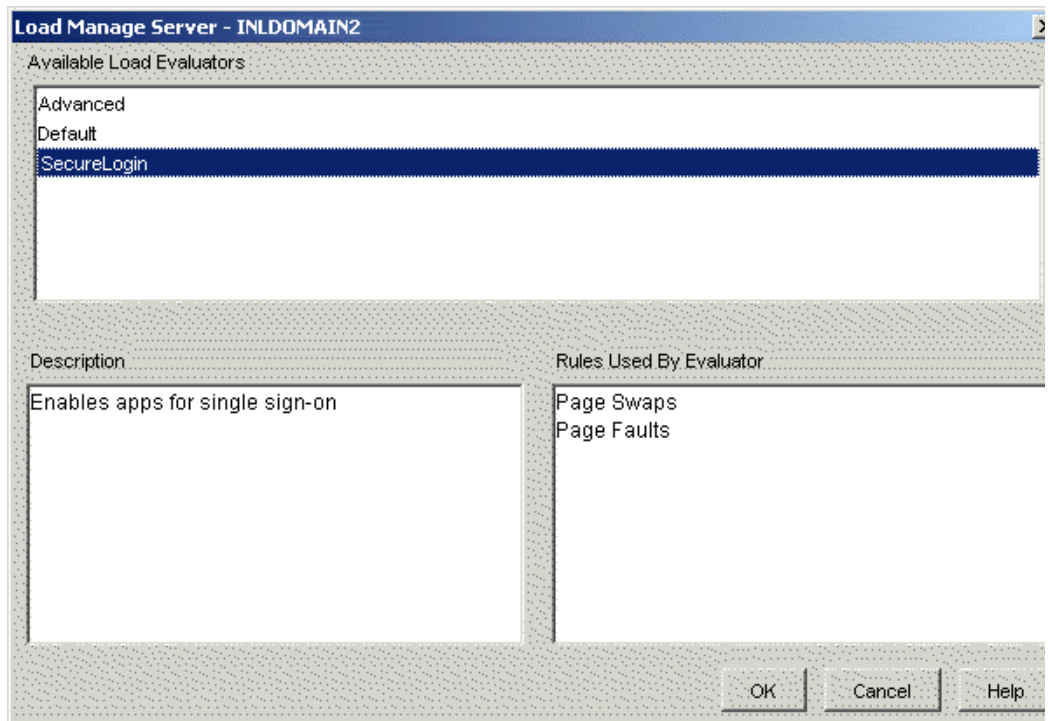 Load Manage Server - INLDOMAIN2
Available Load Evaluators
Advanced
Default
SecureLogin
Description
Rules Used By Evaluator
Enables apps for single sign-on
Page Swaps
Page Faults
OK
Cancel
Help